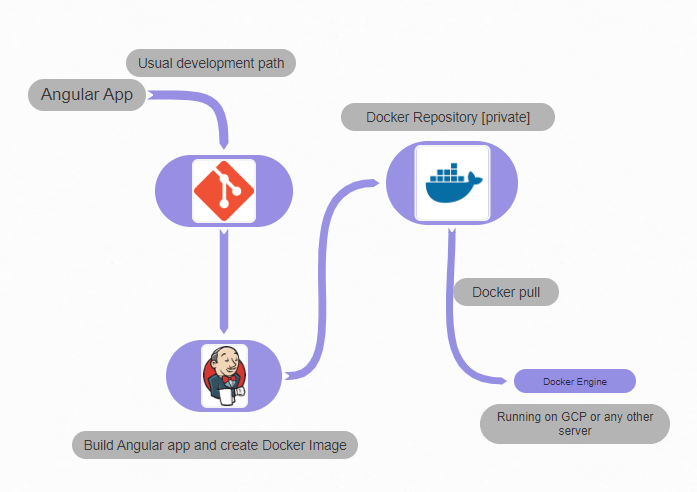 Usual development path
Angular App
Docker Repository [private]
Docker pull
Docker Engine
Running on GCP or any other
server
Build Angular app and create Docker Image